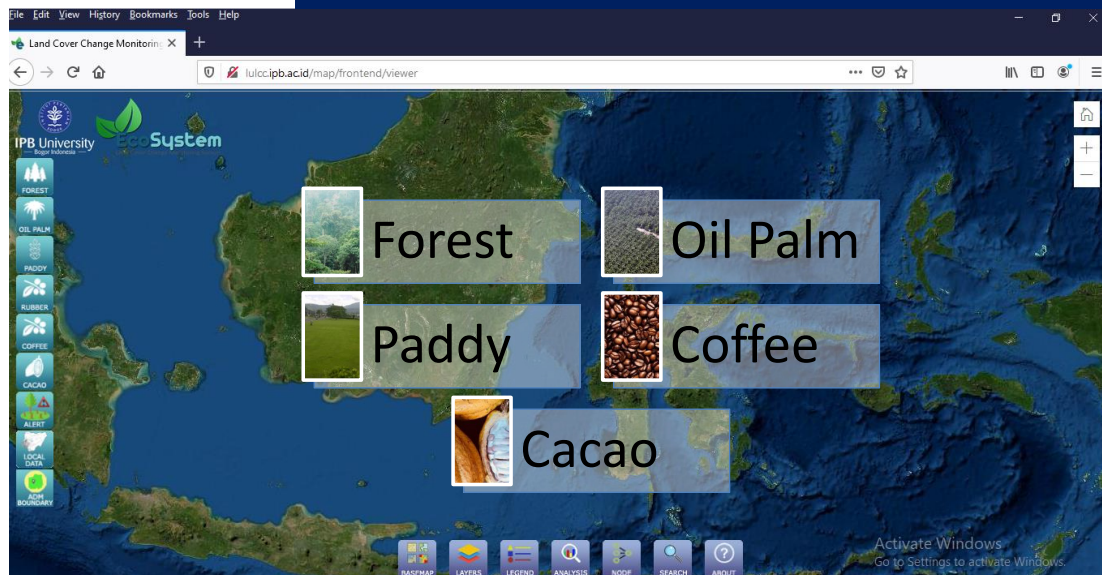 File Edit View History Bookmarks Tools Help
Land Cover Change Monitoring
lulcc.ipb.ac.id/map/frontend/viewer
IPB University
Bogor Indonesia
EcoSystem
FOREST
OIL PALM
PADDY
RUBBER
COFFEE
CACAO
ALERT
LOCAL
DATA
ADM
BOUNDARY
Forest
Oil Palm
Paddy
Coffee
Cacao
BASEMAP
LAYERS
LEGEND
ANALYSIS
NODE
SEARCH
ABOUT
Activate Windows
Go to Settings to activate Windows.